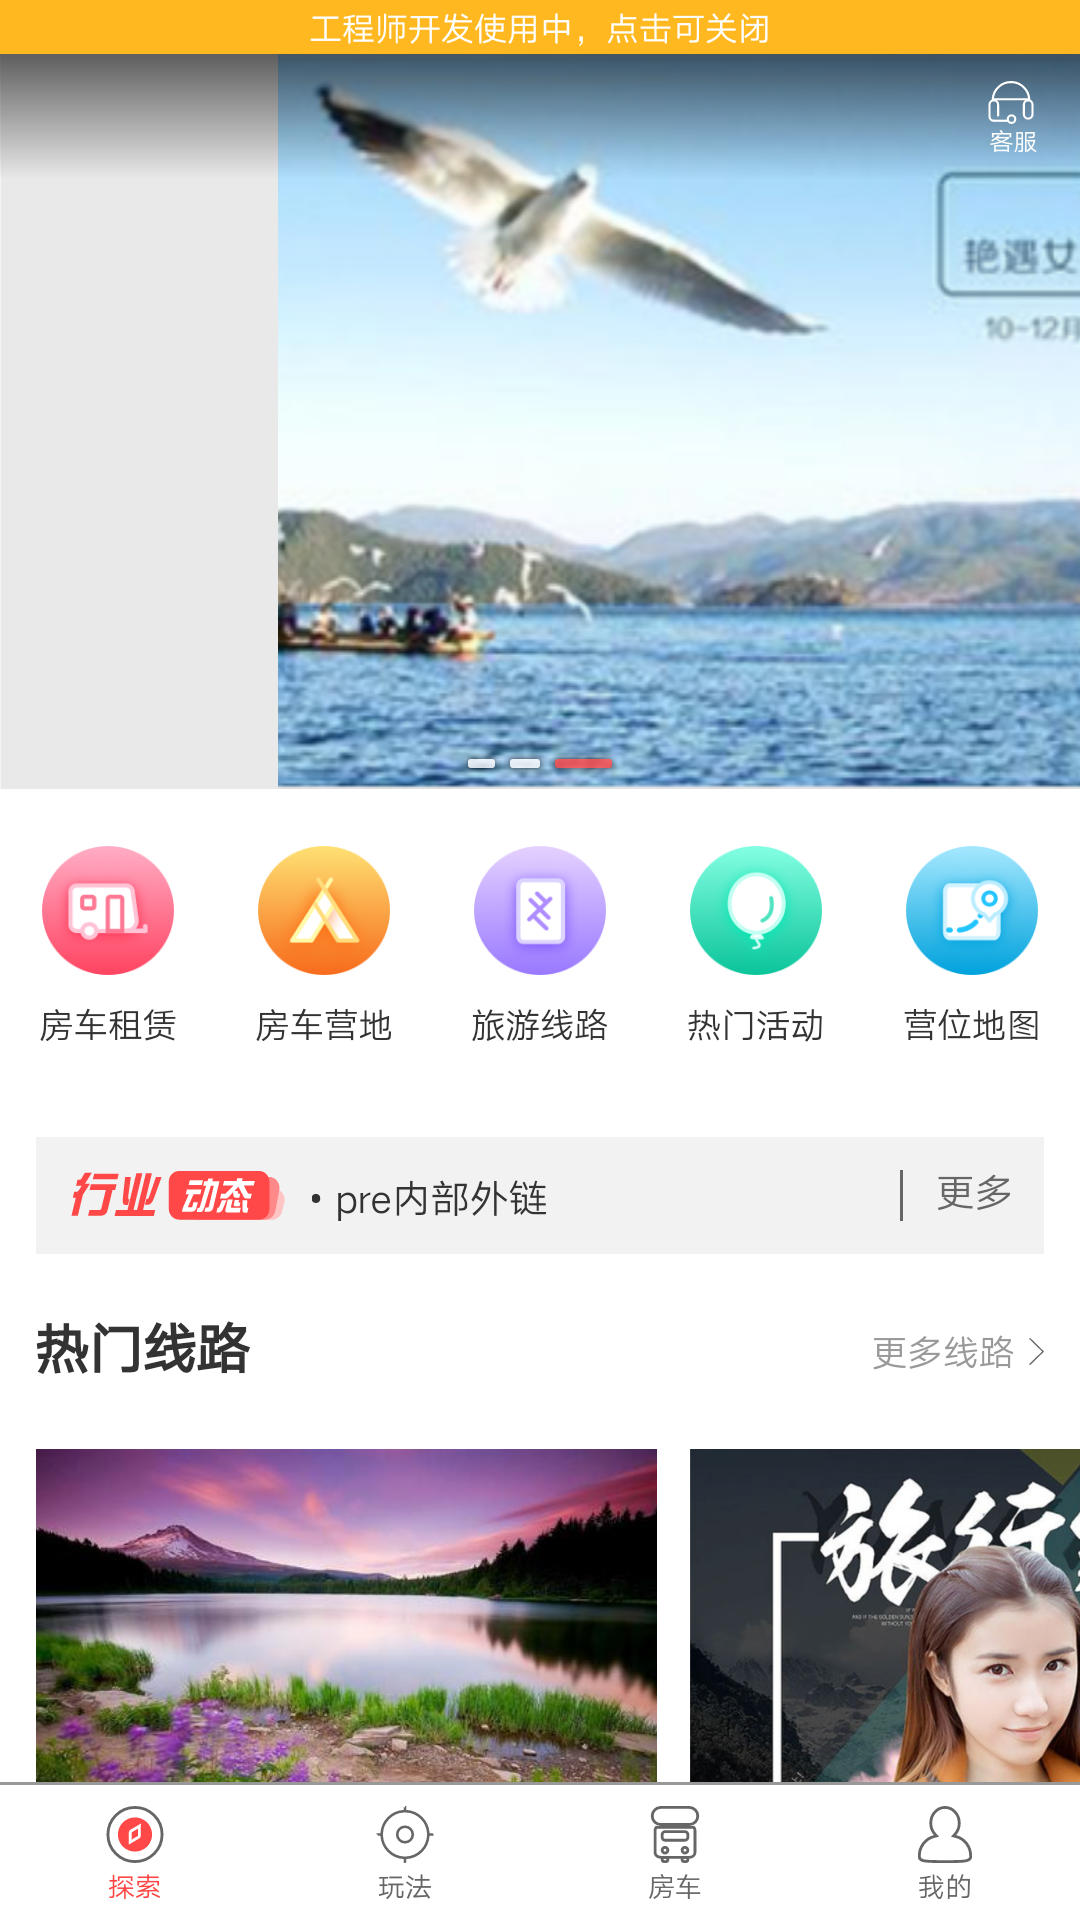 工程师开发使用中，点击可关闭
客服
艳遇女
10-12月
房车租赁
房车营地
旅游线路
热门活动
营位地图
行业 动态 • pre内部外链 更多
热门线路
更多线路
旅行
探索
玩法
房车
我的